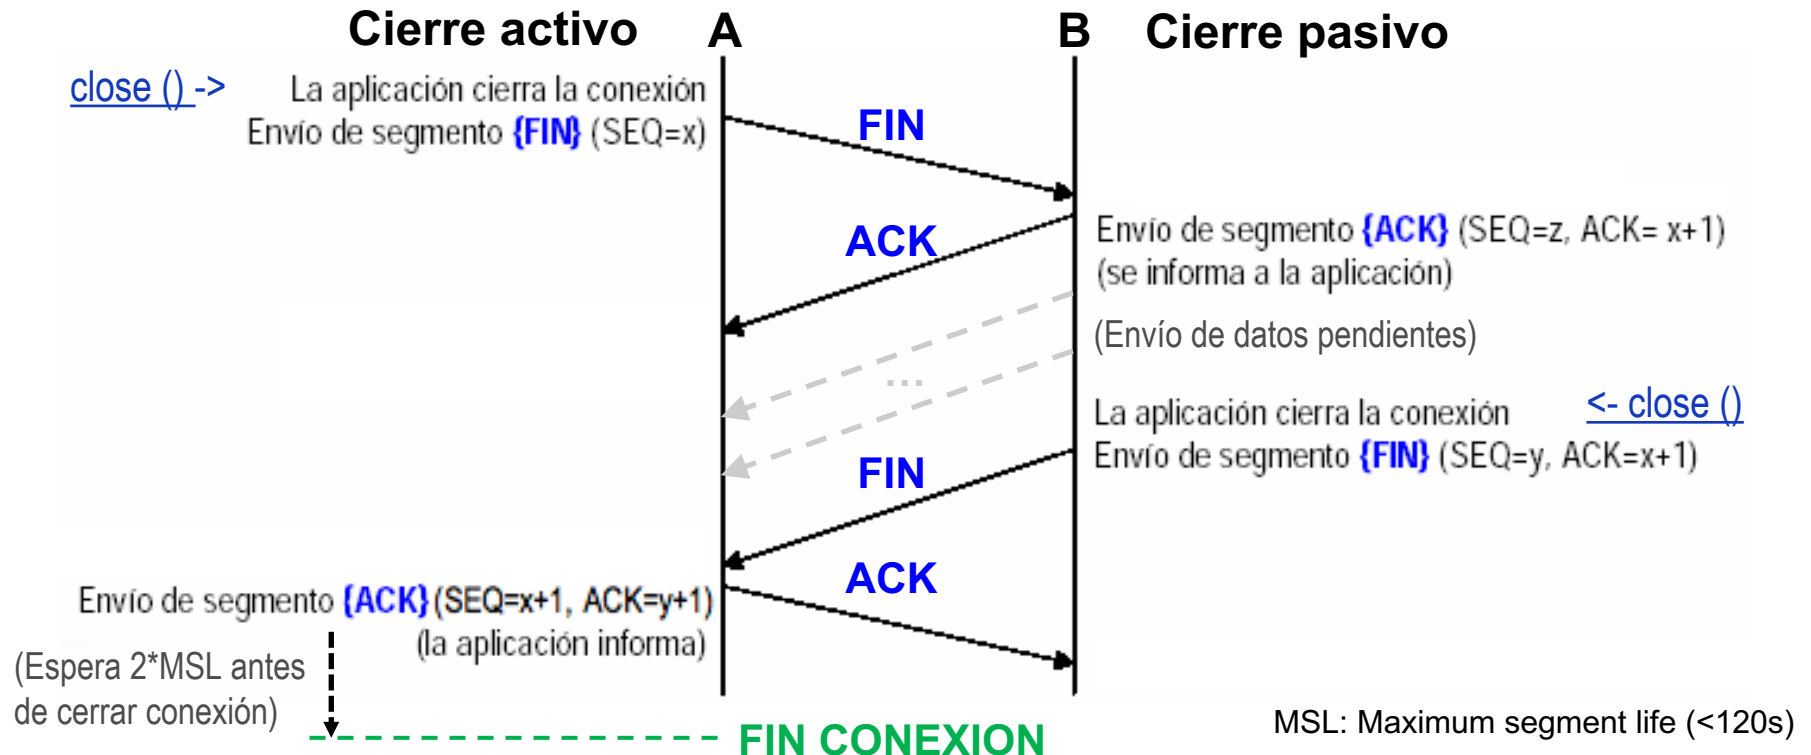 Cierre activo A B Cierre pasivo
close () -> La aplicación cierra la conexión
Envío de segmento {FIN} (SEQ=x)
FIN
ACK
Envío de segmento {ACK} (SEQ=z, ACK= x+1)
(se informa a la aplicación)
(Envío de datos pendientes)
...
La aplicación cierra la conexión <- close ()
Envío de segmento {FIN} (SEQ=y, ACK=x+1)
FIN
ACK
Envío de segmento {ACK} (SEQ=x+1, ACK=y+1)
(la aplicación informa)
(Espera 2*MSL antes
de cerrar conexión)
FIN CONEXION
MSL: Maximum segment life (<120s)